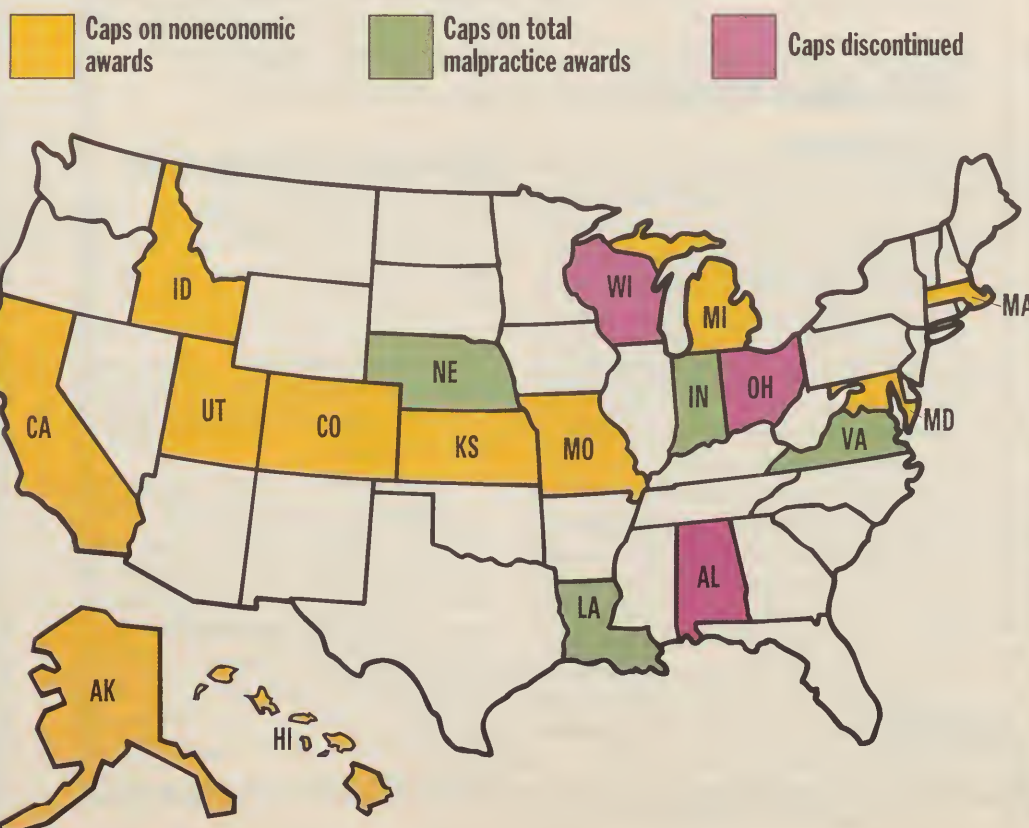 Caps on noneconomic
awards
Caps on total
malpractice awards
Caps discontinued
ID
WI
MA
MI
NE
IN
OH
UT
CO
CA
KS
MO
MD
VA
AL
LA
AK
HI